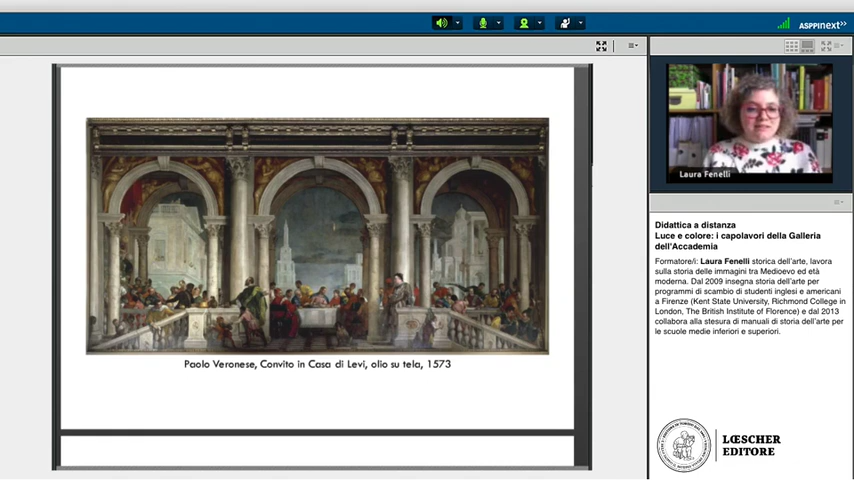 ASPPInext>>
Paolo Veronese, Convito in Casa di Levi, olio su tela, 1573
Laura Fenelli
Didattica a distanza
Luce e colore: i capolavori della Galleria
dell'Accademia
Formatore/i: Laura Fenelli storica dell'arte, lavora
sulla storia delle immagini tra Medioevo ed età
moderna. Dal 2009 insegna storia dell'arte per
programmi di scambio di studenti inglesi e americani
a Firenze (Kent State University, Richmond College in
London, The British Institute of Florence) e dal 2013
collabora alla stesura di manuali di storia dell'arte per
le scuole medie inferiori e superiori.
LŒSCHER
EDITORE